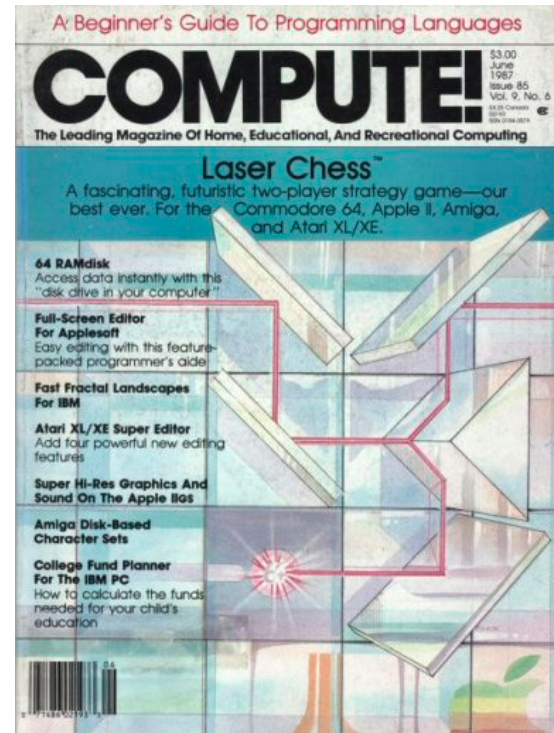 A Beginner's Guide To Programming Languages
COMPUTE!
$3.00
June
1987
Issue 85
Vol. 9, No. 6
The Leading Magazine Of Home, Educational, And Recreational Computing
Laser Chess™
A fascinating, futuristic two-player strategy game—our
best ever. For the Commodore 64, Apple II, Amiga,
and Atari XL/XE.
64 RAMdisk
Access data instantly with this
"disk drive in your computer"
Full-Screen Editor
For Applesoft
Easy editing with this feature-
packed programmer's aide
Fast Fractal Landscapes
For IBM
Atari XL/XE Super Editor
Add four powerful new editing
features
Super Hi-Res Graphics And
Sound On The Apple IIGS
Amiga Disk-Based
Character Sets
College Fund Planner
For The IBM PC
How to calculate the funds
needed for your child's
education
06
71486 02193